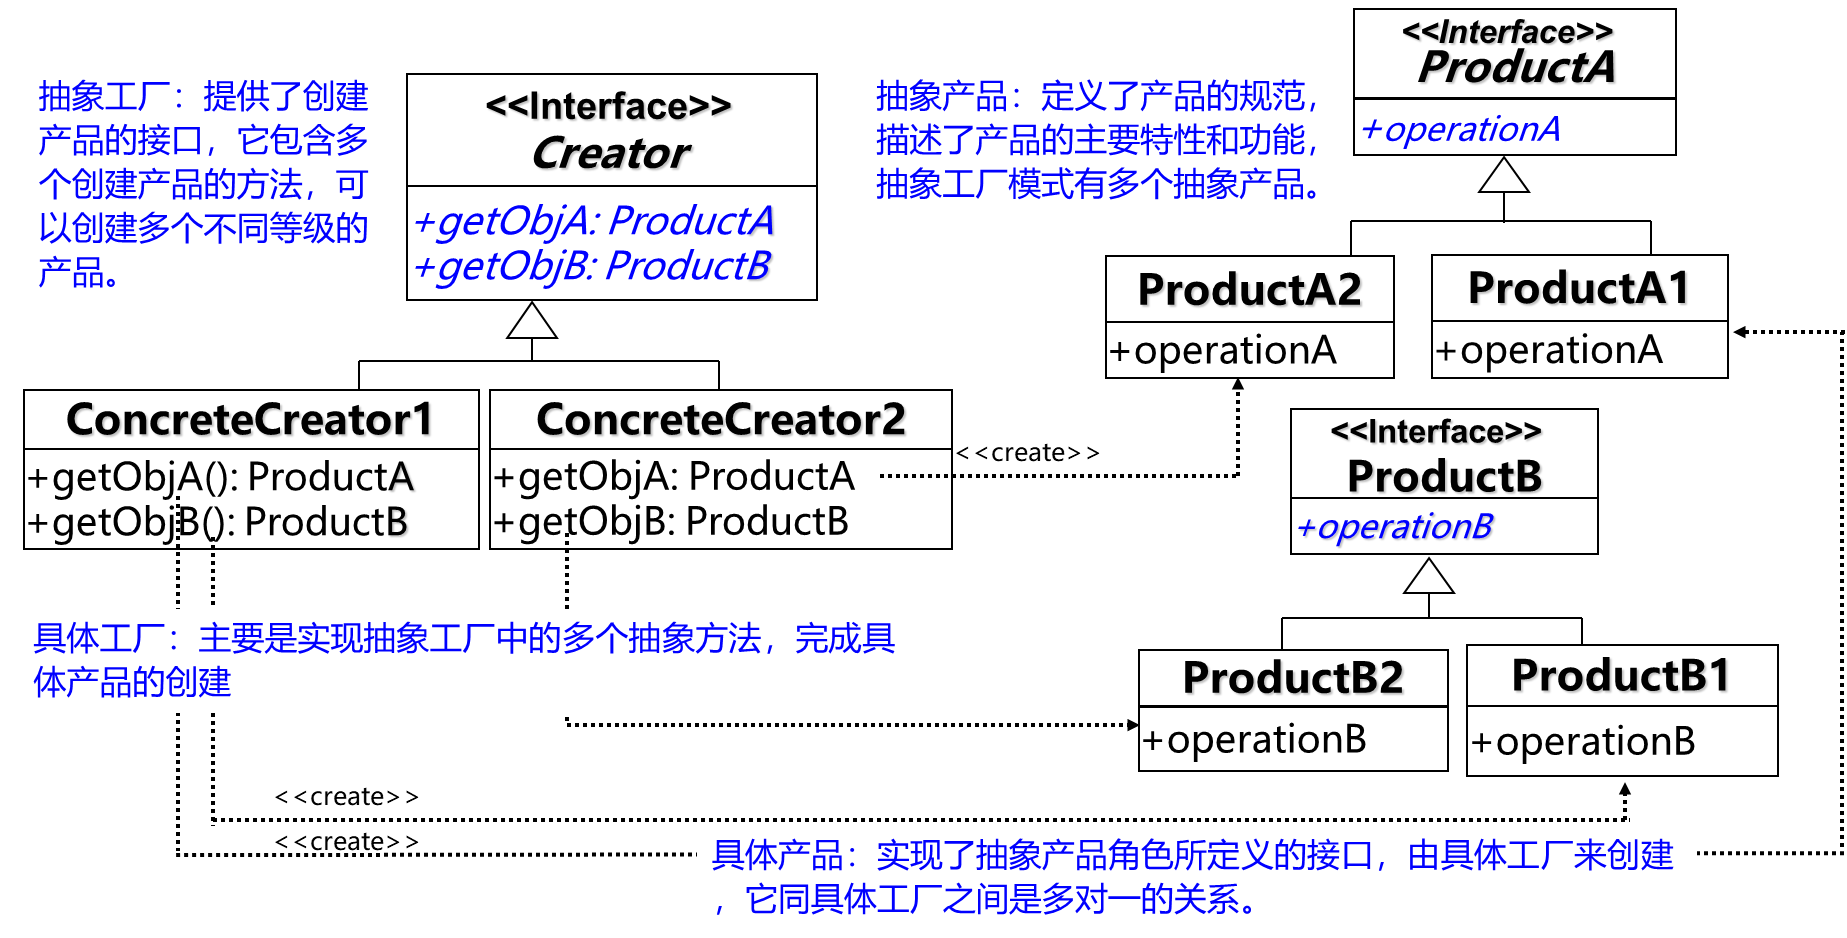 抽象工厂：提供了创建
产品的接口，它包含多
个创建产品的方法，可
以创建多个不同等级的
产品。
<<Interface>>
Creator
+getObjA: ProductA
+getObjB: ProductB
抽象产品：定义了产品的规范，
描述了产品的主要特性和功能，
抽象工厂模式有多个抽象产品。
<<Interface>>
ProductA
+operationA
ProductA2
+operationA
ProductA1
+operationA
ConcreteCreator1
+getObjA(): ProductA
+getObjB(): ProductB
ConcreteCreator2
+getObjA: ProductA
+getObjB: ProductB
<<create>>
<<Interface>>
ProductB
+operationB
具体工厂：主要是实现抽象工厂中的多个抽象方法，完成具
体产品的创建
ProductB2
+operationB
ProductB1
+operationB
<<create>>
<<create>>
具体产品：实现了抽象产品角色所定义的接口，由具体工厂来创建
，它同具体工厂之间是多对一的关系。